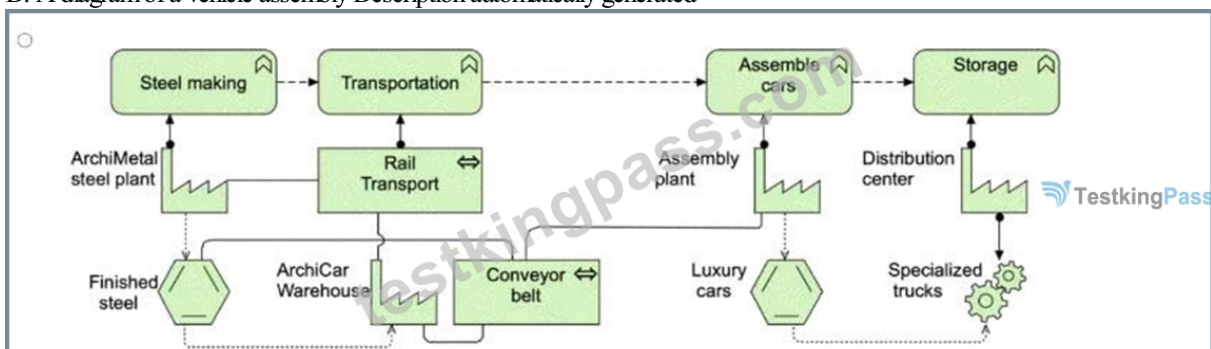 B. A diagram of a vehicle assembly Description automatically generated
Steel making
Transportation
Assemble
cars
Storage
ArchiMetal
steel plant
Rail
Transport
Assembly
plant
Distribution
center
TestkingPass
Finished
steel
ArchiCar
Warehouse
Conveyor
belt
Luxury
cars
Specialized
trucks
testkingpass.com